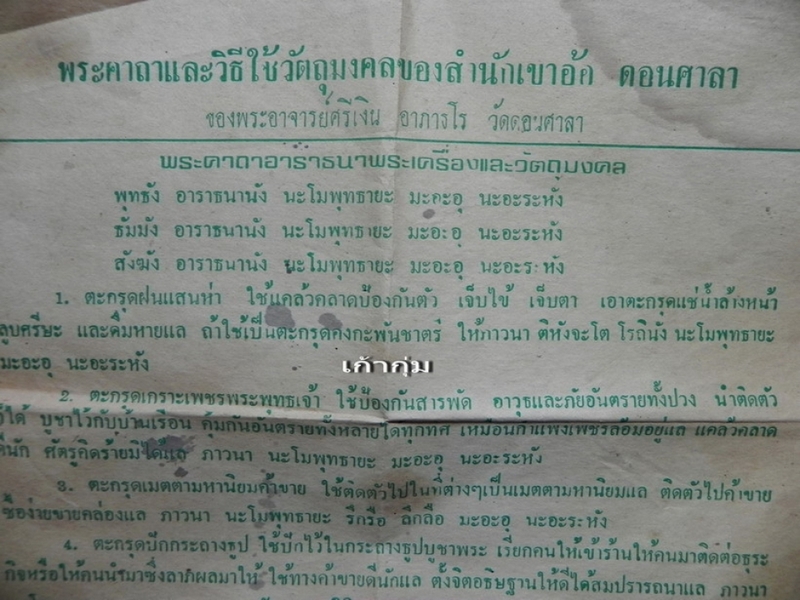 พระคาถาและวิธีใช้วัตถุมงคลของสำนักเขาอ้อ ดอนศาลา
ของพระอาจารย์ศรีเงิน อาภาธโร วัดดอนศาลา
พระคาถาอาราธนาพระเครื่องและวัตถุมงคล
พุทธัง อาราธนานัง นะโมพุทธายะ มะอะอุ นะอะระหัง
ธัมมัง อาราธนานัง นะโมพุทธายะ มะอะอุ นะอะระหัง
สังฆัง อาราธนานัง นะโมพุทธายะ มะอะอุ นะอะระหัง
1. ตะกรุดฝนแสนห่า ใช้แคล้วคลาดป้องกันตัว เจ็บไข้ เจ็บตา เอาตะกรุดแช่น้ำล้างหน้า
ลูบศรีษะ และดื่มหายแล ถ้าใช้เป็นตะกรุดคงกะพันชาตรี ให้ภาวนา ติหังจะโต โรถินัง นะโมพุทธายะ
มะอะอุ นะอะระหัง
เก้ากุ่ม
2. ตะกรุดเกราะเพชรพระพุทธเจ้า ใช้ป้องกันสารพัด อาวุธและภัยอันตรายทั้งปวง นำติดตัว
ได้ บูชาไว้กับบ้านเรือน คุ้มกันอันตรายทั้งหลายได้ทุกทิศ เหมือนกำแพงเพชรล้อมอยู่แล แคล้วคลาด
ดีนัก ศัตรูคิดร้ายมิได้แล ภาวนา นะโมพุทธายะ มะอะอุ นะอะระหัง
3. ตะกรุดเมตตามหานิยมค้าขาย ใช้ติดตัวไปในที่ต่างๆเป็นเมตตามหานิยมแล ติดตัวไปค้าขาย
ซื้อง่ายขายคล่องแล ภาวนา นะโมพุทธายะ รึกรือ ลึกลือ มะอะอุ นะอะระหัง
4. ตะกรุดปักกระถางธูป ใช้ปักไว้ในกระถางธูปบูชาพระ เรียกคนให้เข้าร้านให้คนมาติดต่อธุระ
กิจหรือให้คนนำมาซึ่งลาภผลมาให้ ใช้ทางค้าขายดีนักแล ตั้งจิตอธิษฐานให้ดีได้สมปรารถนาแล ภาวนา